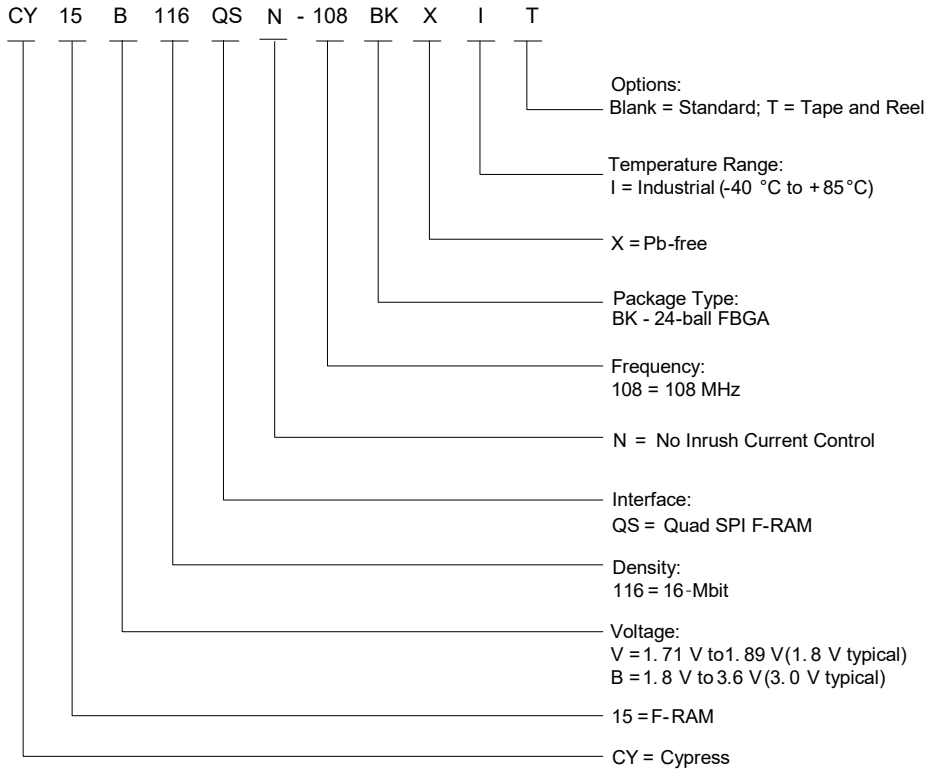 CY 15 B 116 QS N - 108 BK X I T
Options:
Blank = Standard; T = Tape and Reel
Temperature Range:
I = Industrial (-40 °C to +85°C)
X = Pb-free
Package Type:
BK - 24-ball FBGA
Frequency:
108 = 108 MHz
N = No Inrush Current Control
Interface:
QS = Quad SPI F-RAM
Density:
116 = 16-Mbit
Voltage:
V = 1.71 V to 1.89 V (1.8 V typical)
B = 1.8 V to 3.6 V (3.0 V typical)
15 = F-RAM
CY = Cypress